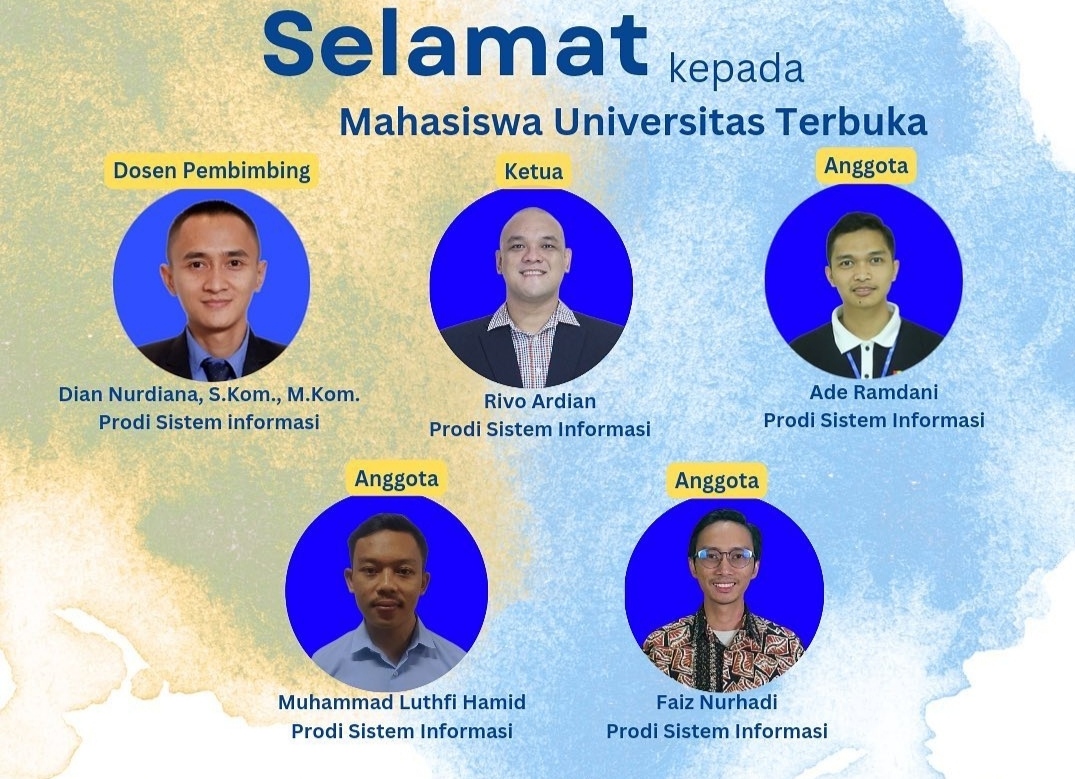 Selamat kepada
Mahasiswa Universitas Terbuka
Dosen Pembimbing
Dian Nurdiana, S.Kom., M.Kom.
Prodi Sistem informasi
Ketua
Rivo Ardian
Prodi Sistem Informasi
Anggota
Ade Ramdani
Prodi Sistem Informasi
Anggota
Muhammad Luthfi Hamid
Prodi Sistem Informasi
Anggota
Faiz Nurhadi
Prodi Sistem Informasi